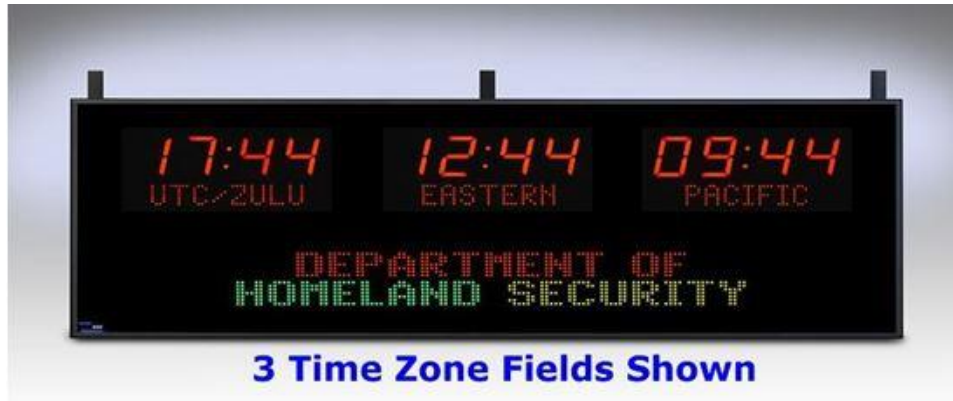 17:44 12:44 09:44
UTC/ZULU EASTERN PACIFIC
DEPARTMENT OF
HOMELAND SECURITY
3 Time Zone Fields Shown